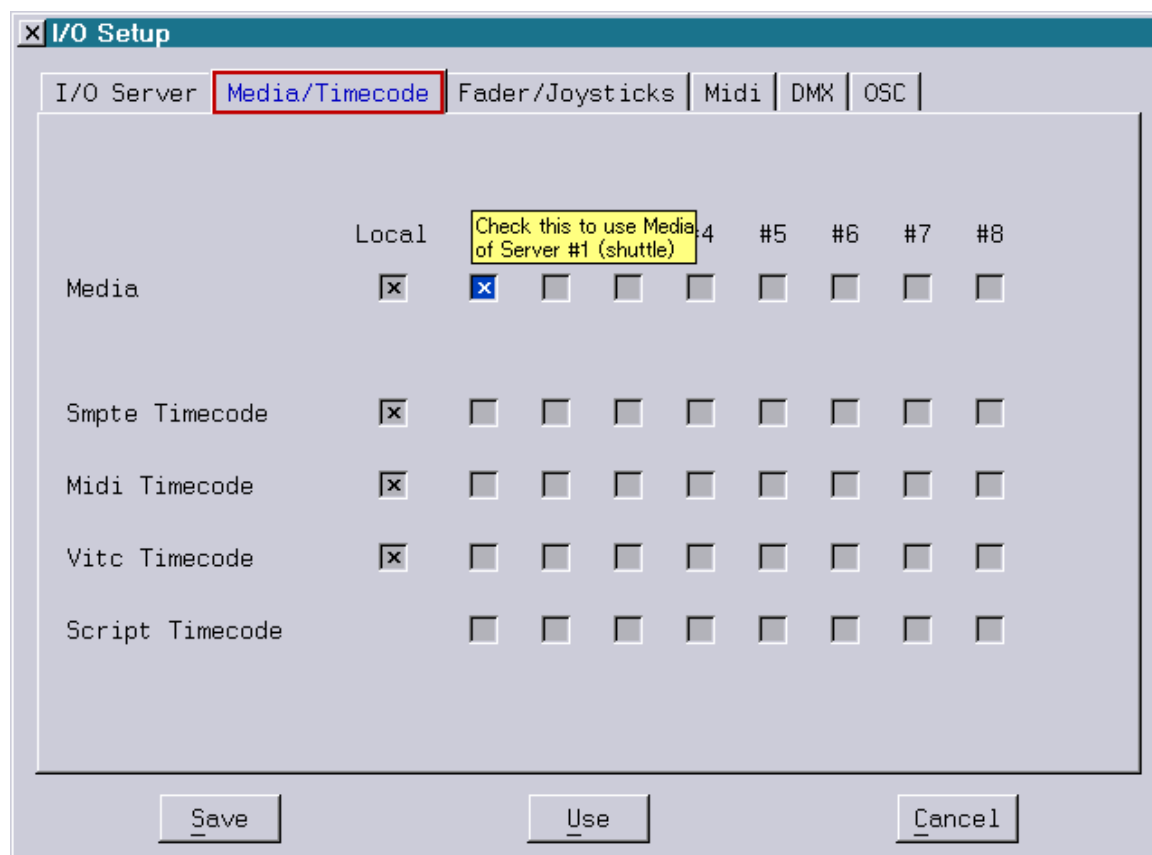 I/O Setup
I/O Server Media/Timecode Fader/Joysticks Midi DMX OSC
Local Check this to use Media 4 #5 #6 #7 #8
of Server #1 (shuttle)
Media
Smpte Timecode
Midi Timecode
Vitc Timecode
Script Timecode
Save Use Cancel